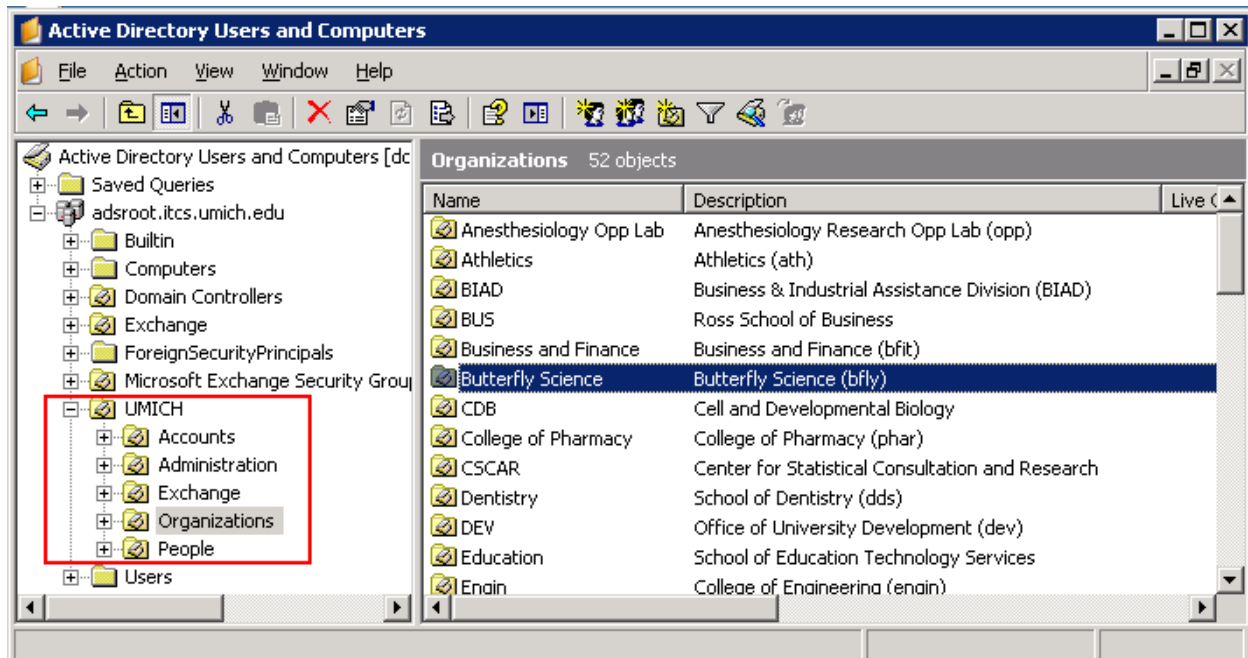 Active Directory Users and Computers
File Action View Window Help
Active Directory Users and Computers [dc
Saved Queries
adsroot.itcs.umich.edu
Builtin
Computers
Domain Controllers
Exchange
ForeignSecurityPrincipals
Microsoft Exchange Security Grou
UMICH
Accounts
Administration
Exchange
Organizations
People
Users
Organizations 52 objects
Name Description Live
Anesthesiology Opp Lab Anesthesiology Research Opp Lab (opp)
Athletics Athletics (ath)
BIAD Business & Industrial Assistance Division (BIAD)
BUS Ross School of Business
Business and Finance Business and Finance (bfit)
Butterfly Science Butterfly Science (bfly)
CDB Cell and Developmental Biology
College of Pharmacy College of Pharmacy (phar)
CSCAR Center for Statistical Consultation and Research
Dentistry School of Dentistry (dds)
DEV Office of University Development (dev)
Education School of Education Technology Services
Engin College of Engineering (engin)